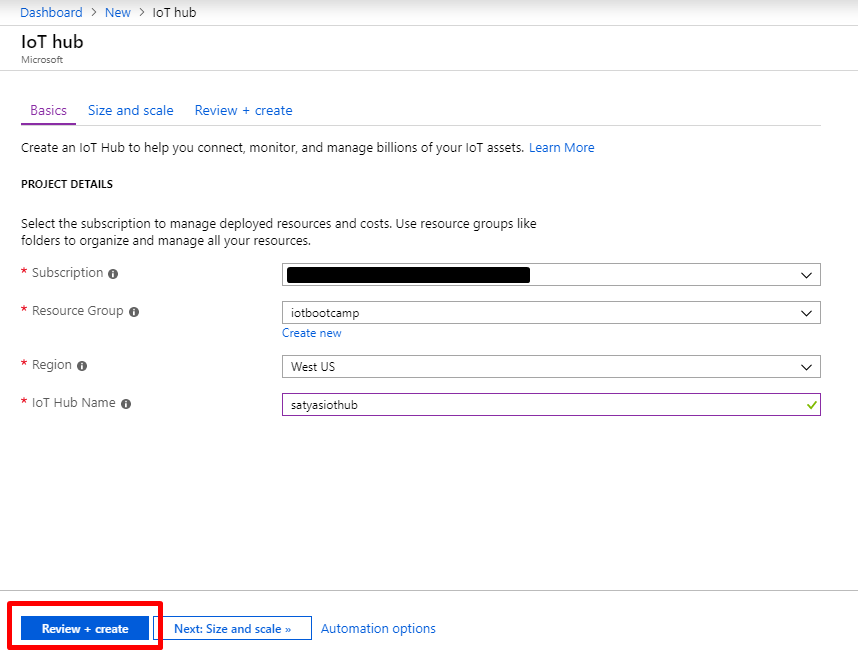 Dashboard > New > IoT hub
IoT hub
Microsoft
Basics Size and scale Review + create
Create an IoT Hub to help you connect, monitor, and manage billions of your IoT assets. Learn More
PROJECT DETAILS
Select the subscription to manage deployed resources and costs. Use resource groups like
folders to organize and manage all your resources.
* Subscription
* Resource Group iotbootcamp
Create new
* Region West US
* IoT Hub Name satyasiothub
Review + create Next: Size and scale » Automation options